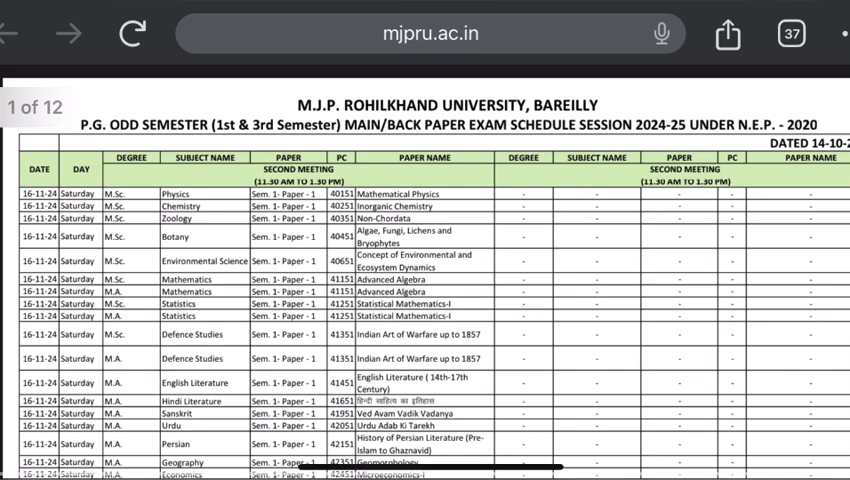 mjpru.ac.in
37
1 of 12
M.J.P. ROHILKHAND UNIVERSITY, BAREILLY
P.G. ODD SEMESTER (1st & 3rd Semester) MAIN/BACK PAPER EXAM SCHEDULE SESSION 2024-25 UNDER N.E.P. - 2020
DATED 14-10-2
DATE DAY DEGREE SUBJECT NAME PAPER PC PAPER NAME DEGREE SUBJECT NAME PAPER PC PAPER NAME
SECOND MEETING SECOND MEETING
(11.30 AM TO 1.30 PM) (11.30 AM TO 1.30 PM)
16-11-24 Saturday M.Sc. Physics Sem. 1- Paper - 1 40151 Mathematical Physics - - - - -
16-11-24 Saturday M.Sc. Chemistry Sem. 1- Paper - 1 40251 Inorganic Chemistry - - - - -
16-11-24 Saturday M.Sc. Zoology Sem. 1- Paper - 1 40351 Non-Chordata - - - - -
16-11-24 Saturday M.Sc. Botany Sem. 1- Paper - 1 40451 Algae, Fungi, Lichens and Bryophytes - - - - -
16-11-24 Saturday M.Sc. Environmental Science Sem. 1- Paper - 1 40651 Concept of Environmental and Ecosystem Dynamics - - - - -
16-11-24 Saturday M.Sc. Mathematics Sem. 1- Paper - 1 41151 Advanced Algebra - - - - -
16-11-24 Saturday M.A. Mathematics Sem. 1- Paper - 1 41151 Advanced Algebra - - - - -
16-11-24 Saturday M.Sc. Statistics Sem. 1- Paper - 1 41251 Statistical Mathematics-I - - - - -
16-11-24 Saturday M.A. Statistics Sem. 1- Paper - 1 41251 Statistical Mathematics-I - - - - -
16-11-24 Saturday M.Sc. Defence Studies Sem. 1- Paper - 1 41351 Indian Art of Warfare up to 1857 - - - - -
16-11-24 Saturday M.A. Defence Studies Sem. 1- Paper - 1 41351 Indian Art of Warfare up to 1857 - - - - -
16-11-24 Saturday M.A. English Literature Sem. 1- Paper - 1 41451 English Literature ( 14th-17th Century) - - - - -
16-11-24 Saturday M.A. Hindi Literature Sem. 1- Paper - 1 41651 हिन्दी साहित्य का इतिहास - - - - -
16-11-24 Saturday M.A. Sanskrit Sem. 1- Paper - 1 41951 Ved Avam Vadik Vadanya - - - - -
16-11-24 Saturday M.A. Urdu Sem. 1- Paper - 1 42051 Urdu Adab Ki Tarekh - - - - -
16-11-24 Saturday M.A. Persian Sem. 1- Paper - 1 42151 History of Persian Literature (Pre-Islam to Ghaznavid) - - - - -
16-11-24 Saturday M.A. Geography Sem. 1- Paper - 1 42351 Geomorphology - - - - -
16-11-24 Saturday M.A. Economics Sem. 1- Paper - 1 42451 Microeconomics-I - - - - -